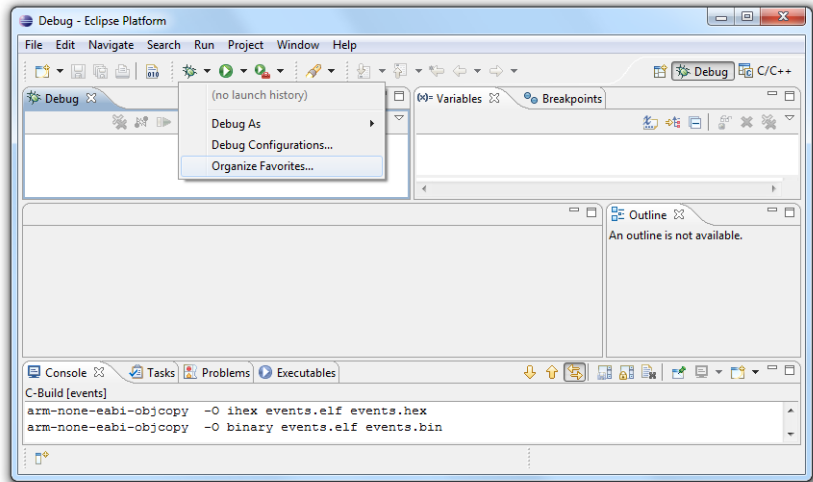 Debug - Eclipse Platform
File Edit Navigate Search Run Project Window Help
010
Debug C/C++
Debug
(no launch history)
Debug As
Debug Configurations...
Organize Favorites...
(x)= Variables Breakpoints
Outline
An outline is not available.
Console Tasks Problems Executables
C-Build [events]
arm-none-eabi-objcopy -O ihex events.elf events.hex
arm-none-eabi-objcopy -O binary events.elf events.bin